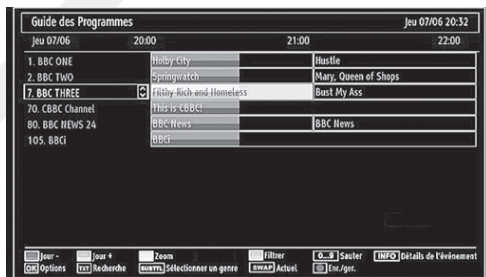 Guide des Programmes Jeu 07/06 20:32
Jeu 07/06 20:00 21:00 22:00
1. BBC ONE Holby City Hustle
2. BBC TWO Springwatch Mary, Queen of Shops
7. BBC THREE Filthy Rich and Homeless Bust My Ass
70. CBBC Channel This is CBBC!
80. BBC NEWS 24 BBC News BBC News
105. BBCi BBCi
Jour - Jour + Zoom Filtrer 0...9 Sauter INFO Détails de l'événement
OK Options TXT Recherche SUBTTL Sélectionner un genre SWAP Actuel Enr./ger.